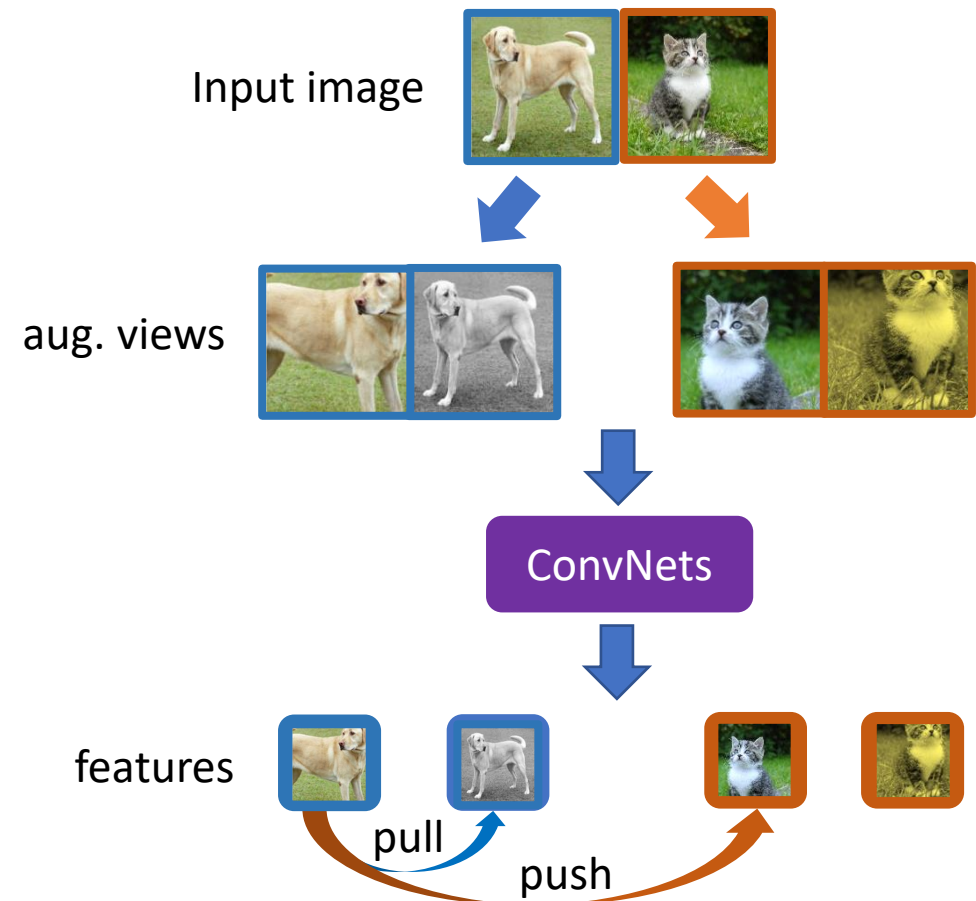 Input image
aug. views
ConvNets
features
pull
push